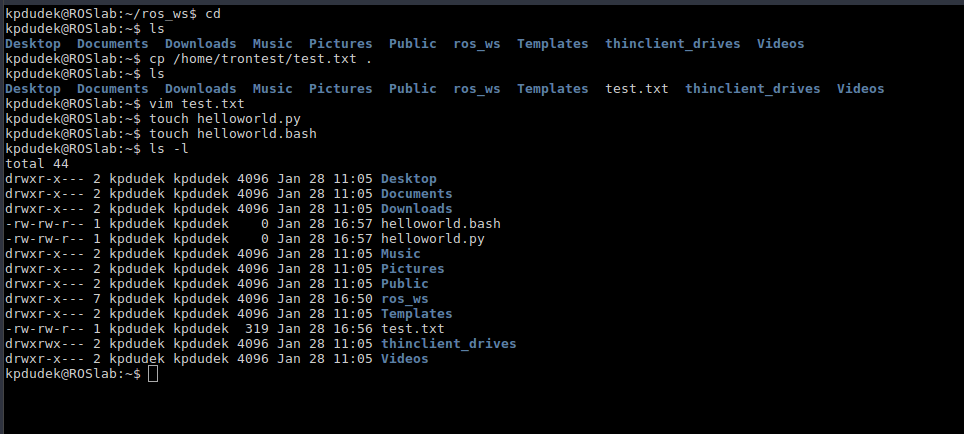 kpdudek@ROSlab:~/ros_ws$ cd
kpdudek@ROSlab:~$ ls
Desktop  Documents  Downloads  Music  Pictures  Public  ros_ws  Templates  thinclient_drives  Videos
kpdudek@ROSlab:~$ cp /home/trontest/test.txt .
kpdudek@ROSlab:~$ ls
Desktop  Documents  Downloads  Music  Pictures  Public  ros_ws  Templates  test.txt  thinclient_drives  Videos
kpdudek@ROSlab:~$ vim test.txt
kpdudek@ROSlab:~$ touch helloworld.py
kpdudek@ROSlab:~$ touch helloworld.bash
kpdudek@ROSlab:~$ ls -l
total 44
drwxr-x--- 2 kpdudek kpdudek 4096 Jan 28 11:05 Desktop
drwxr-x--- 2 kpdudek kpdudek 4096 Jan 28 11:05 Documents
drwxr-x--- 2 kpdudek kpdudek 4096 Jan 28 11:05 Downloads
-rw-rw-r-- 1 kpdudek kpdudek    0 Jan 28 16:57 helloworld.bash
-rw-rw-r-- 1 kpdudek kpdudek    0 Jan 28 16:57 helloworld.py
drwxr-x--- 2 kpdudek kpdudek 4096 Jan 28 11:05 Music
drwxr-x--- 2 kpdudek kpdudek 4096 Jan 28 11:05 Pictures
drwxr-x--- 2 kpdudek kpdudek 4096 Jan 28 11:05 Public
drwxr-x--- 7 kpdudek kpdudek 4096 Jan 28 16:50 ros_ws
drwxr-x--- 2 kpdudek kpdudek 4096 Jan 28 11:05 Templates
-rw-rw-r-- 1 kpdudek kpdudek  319 Jan 28 16:56 test.txt
drwxrwx--- 2 kpdudek kpdudek 4096 Jan 28 11:05 thinclient_drives
drwxr-x--- 2 kpdudek kpdudek 4096 Jan 28 11:05 Videos
kpdudek@ROSlab:~$